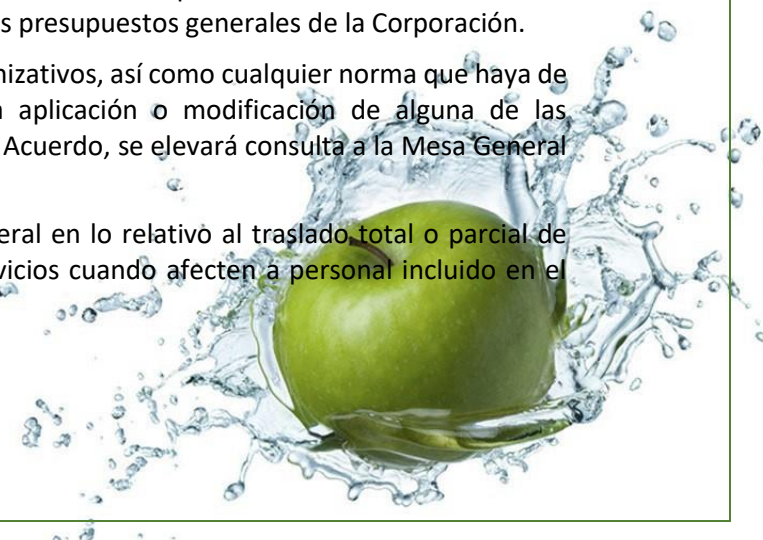 s presupuestos generales de la Corporación.
nizativos, así como cualquier norma que haya de
aplicación o modificación de alguna de las
Acuerdo, se elevará consulta a la Mesa General
eral en lo relativo al traslado total o parcial de
vicios cuando afecten a personal incluido en el